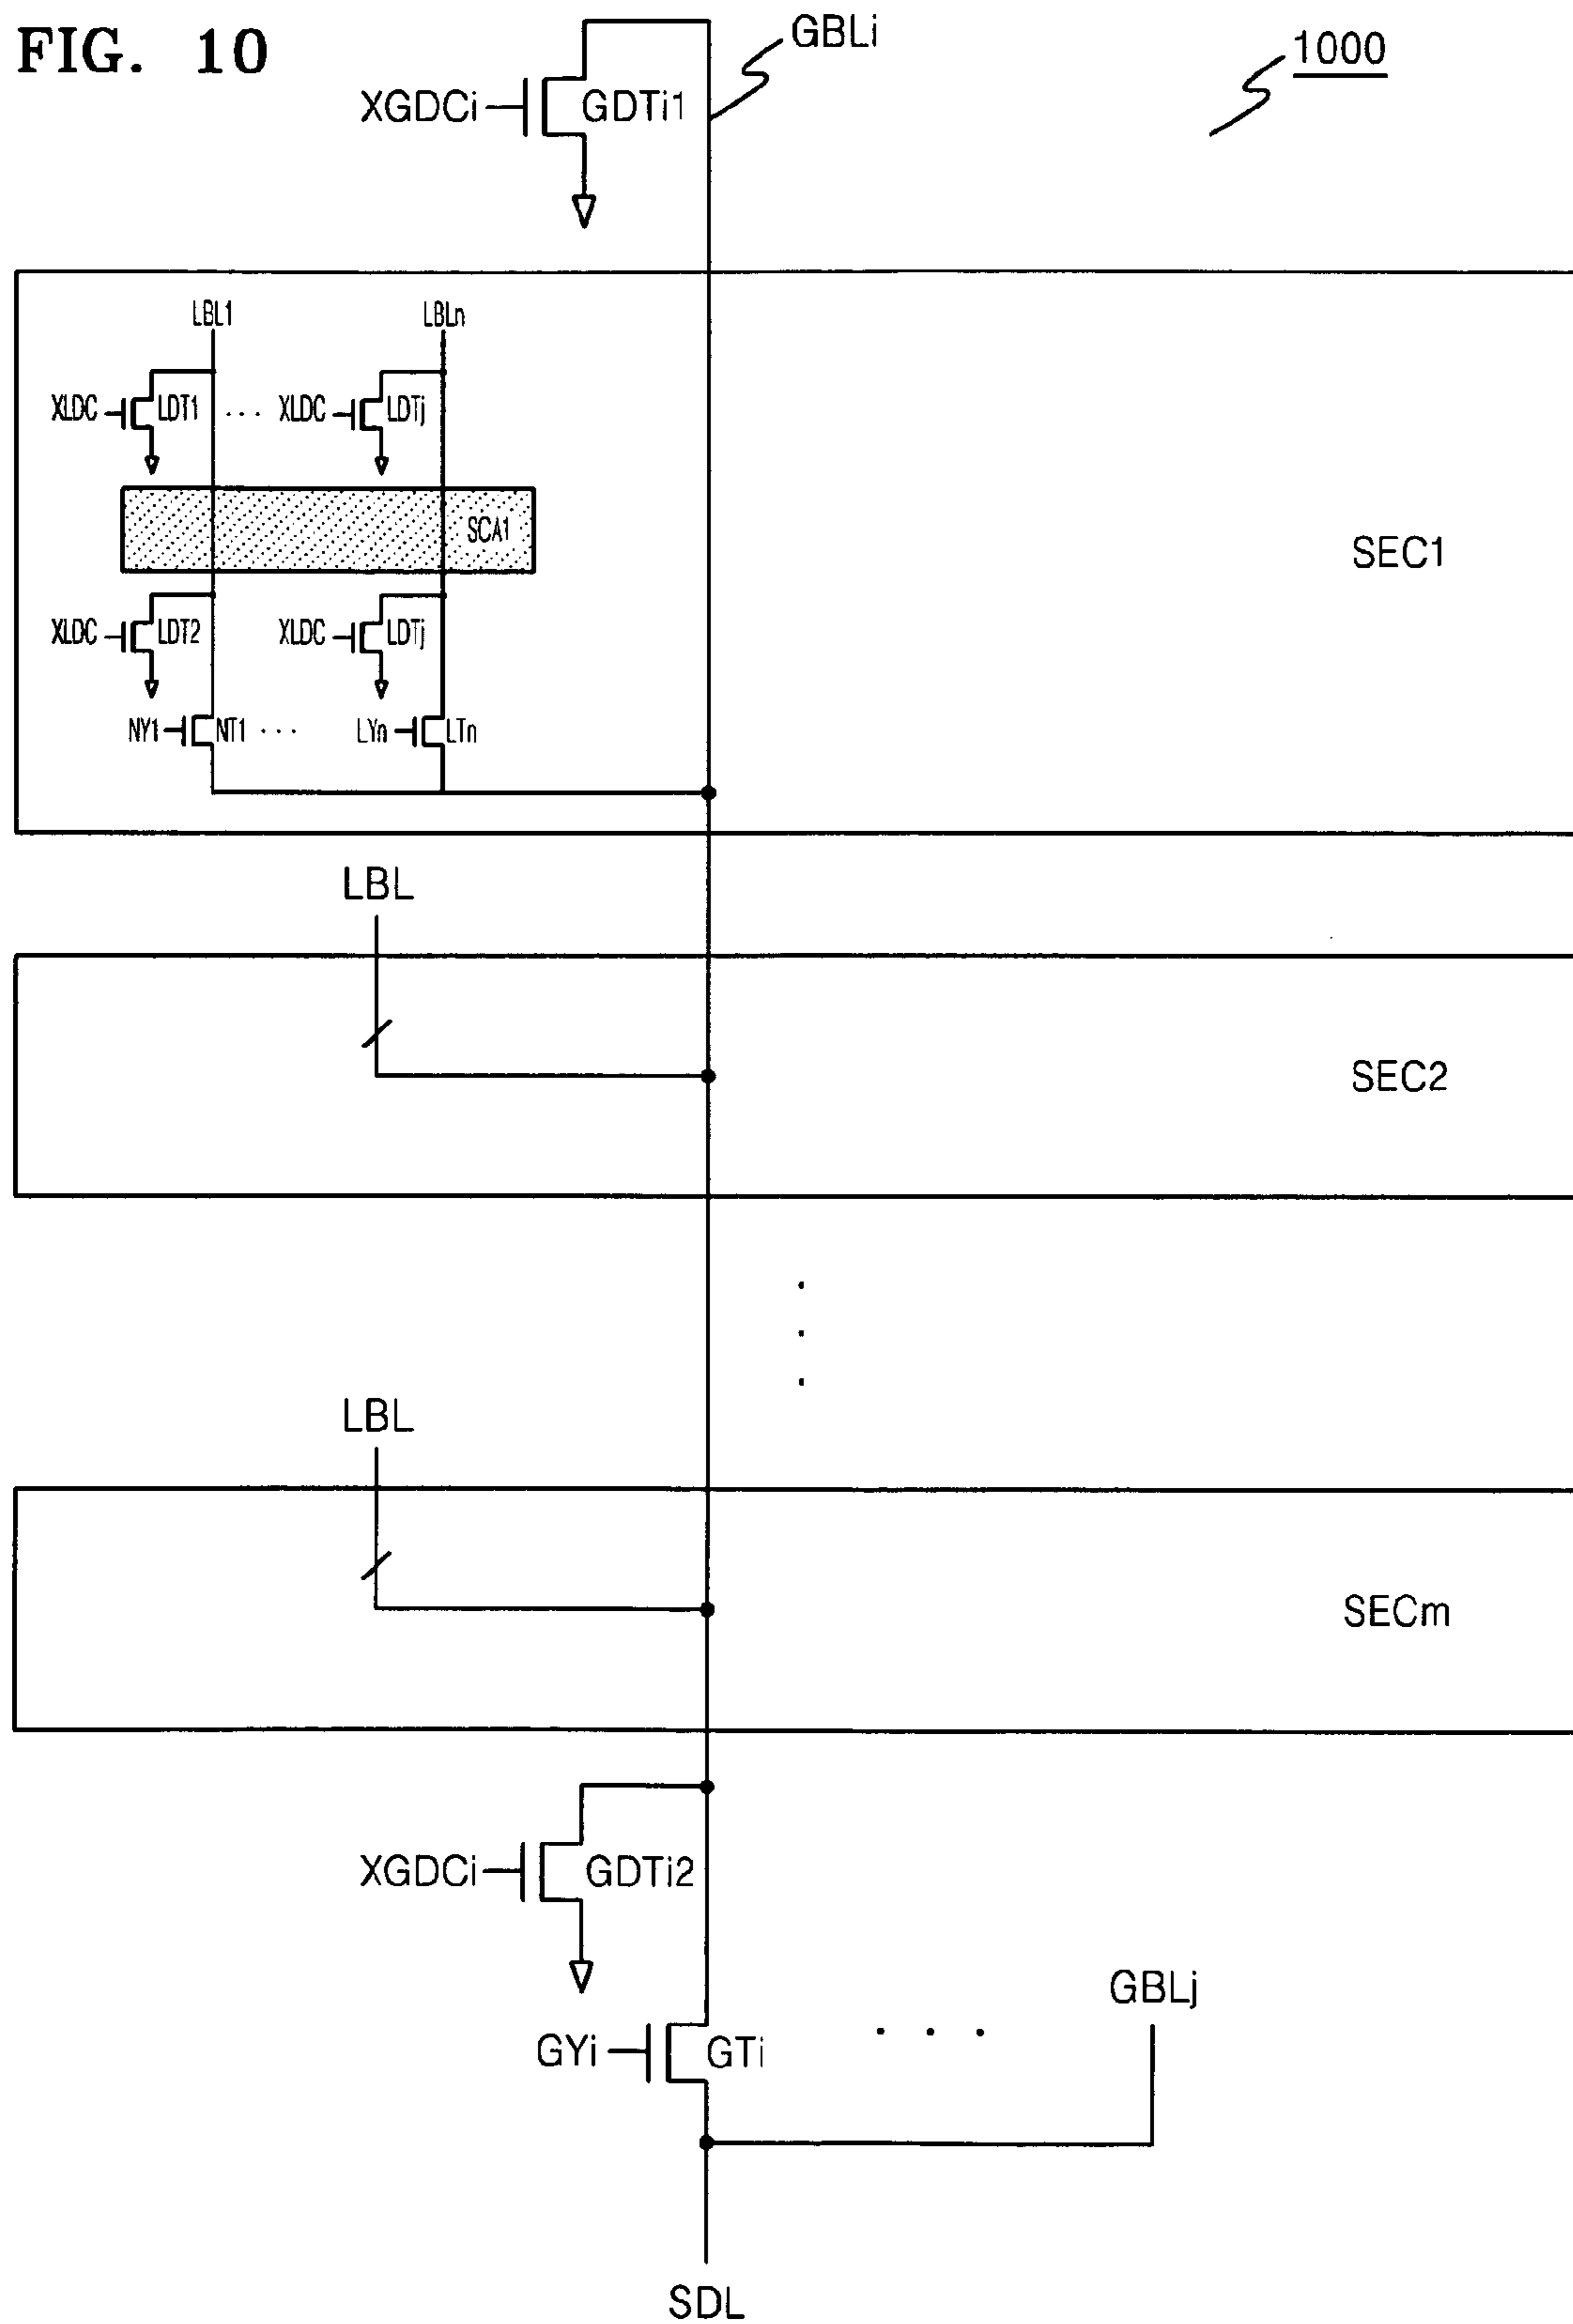 FIG. 10
GBLi
1000
XGDCi
GDTi1
LBL1
LBLn
XLDC
LDT1
...
XLDC
LDTj
SCA1
SEC1
XLDC
LDT2
XLDC
LDTj
NY1
NT1
...
LYn
LTn
LBL
SEC2
.
.
.
LBL
SECm
XGDCi
GDTi2
GBLj
GYi
GTi
. . .
SDL